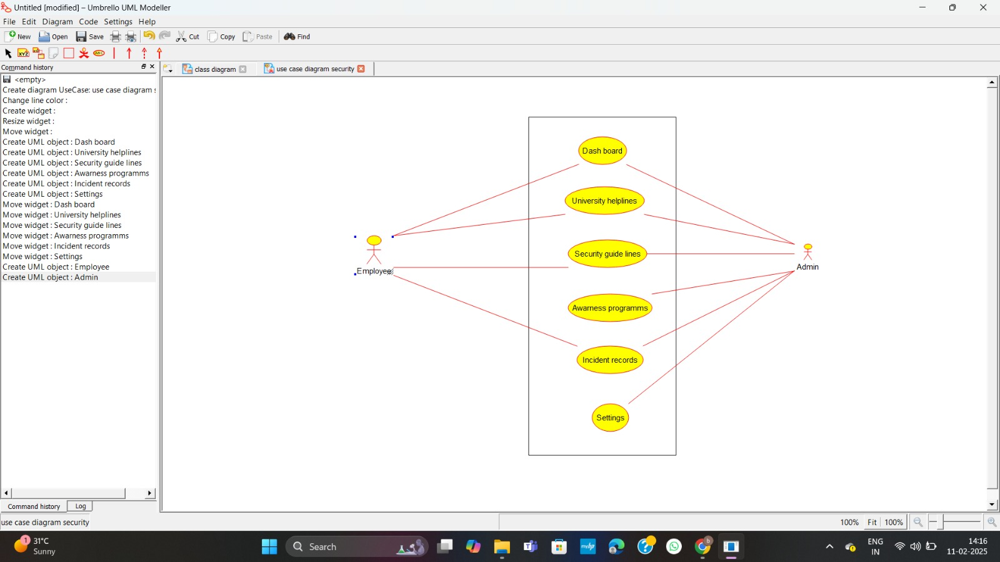 Untitled [modified] – Umbrello UML Modeller
File Edit Diagram Code Settings Help
New Open Save Cut Copy Paste Find
XYZ ABC
Command history
class diagram
use case diagram security
<empty>
Create diagram UseCase: use case diagram s
Change line color :
Create widget :
Resize widget :
Move widget :
Create UML object : Dash board
Create UML object : University helplines
Create UML object : Security guide lines
Create UML object : Awarness programms
Create UML object : Incident records
Create UML object : Settings
Move widget : Dash board
Move widget : University helplines
Move widget : Security guide lines
Move widget : Awarness programms
Move widget : Incident records
Move widget : Settings
Create UML object : Employee
Create UML object : Admin
Dash board
University helplines
Security guide lines
Awarness programms
Incident records
Settings
Employee
Admin
Command history Log
use case diagram security
100% Fit 100%
1
31°C
Sunny
Search
myhp
b
ENG
IN
14:16
11-02-2025